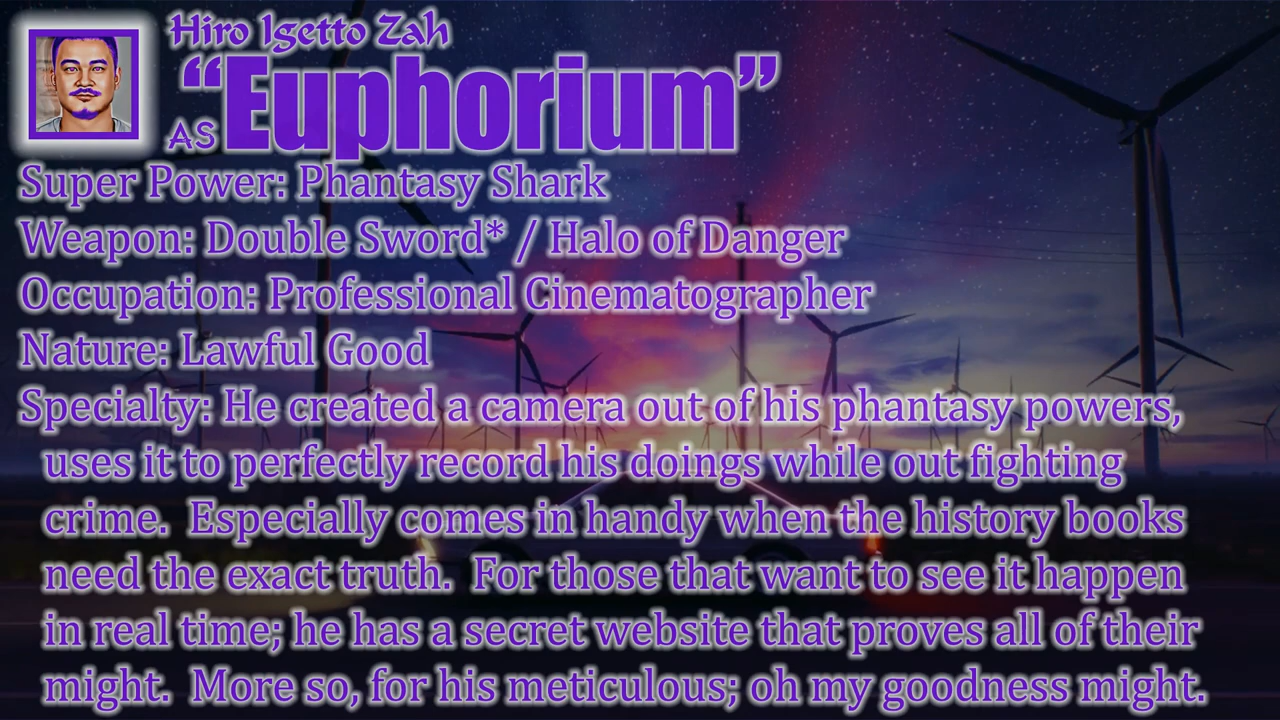 Hiro Igetto Zah
AS “Euphorium”
Super Power: Phantasy Shark
Weapon: Double Sword* / Halo of Danger
Occupation: Professional Cinematographer
Nature: Lawful Good
Specialty: He created a camera out of his phantasy powers,
uses it to perfectly record his doings while out fighting
crime.  Especially comes in handy when the history books
need the exact truth.  For those that want to see it happen
in real time; he has a secret website that proves all of their
might.  More so, for his meticulous; oh my goodness might.